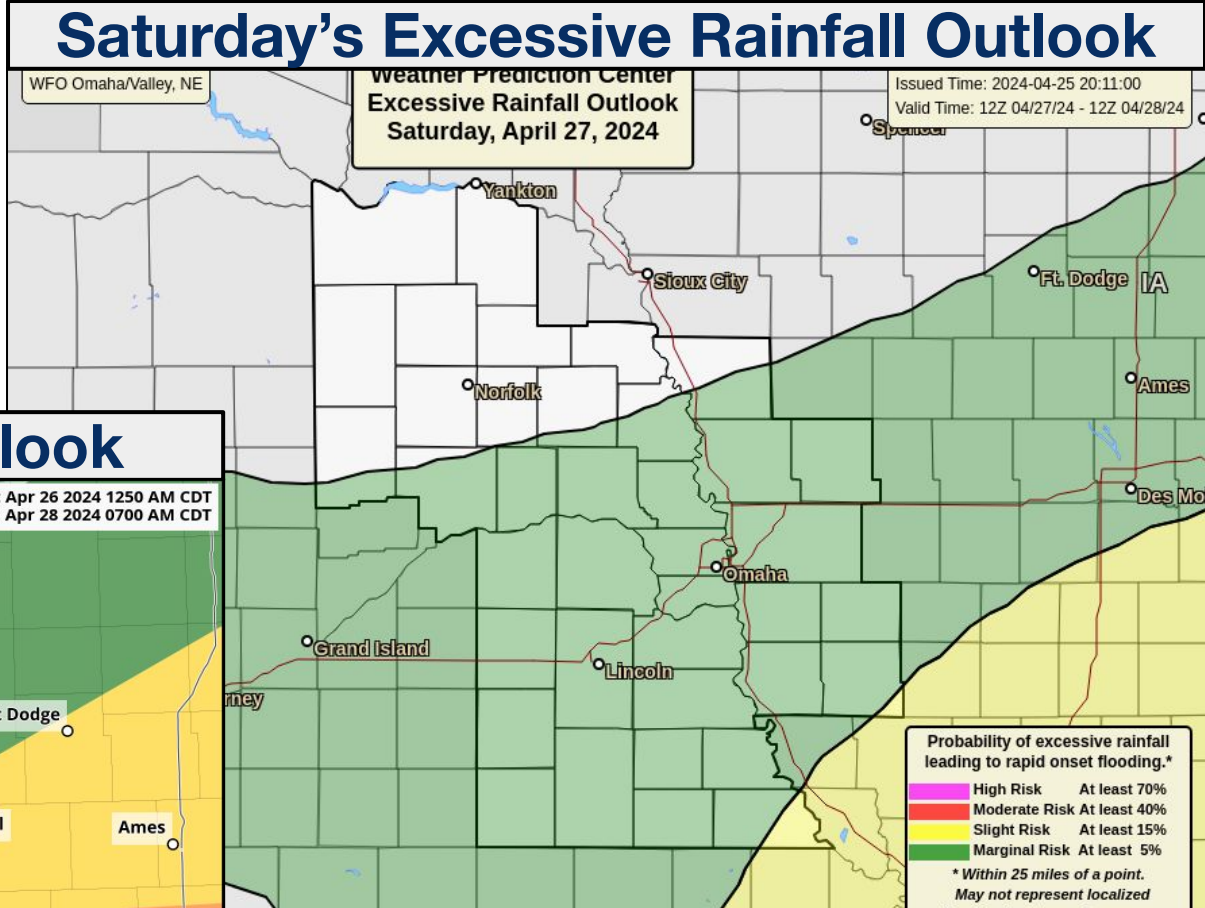 Saturday’s Excessive Rainfall Outlook
WFO Omaha/Valley, NE
Weather Prediction Center
Excessive Rainfall Outlook
Saturday, April 27, 2024
Issued Time: 2024-04-25 20:11:00
Valid Time: 12Z 04/27/24 - 12Z 04/28/24
Spencer
Yankton
Sioux City
Ft. Dodge
IA
Norfolk
Ames
look
Apr 26 2024 1250 AM CDT
Apr 28 2024 0700 AM CDT
Des Mo
Omaha
Grand Island
Lincoln
rney
Dodge
Ames
Probability of excessive rainfall
leading to rapid onset flooding.*
High Risk At least 70%
Moderate Risk At least 40%
Slight Risk At least 15%
Marginal Risk At least 5%
* Within 25 miles of a point.
May not represent localized